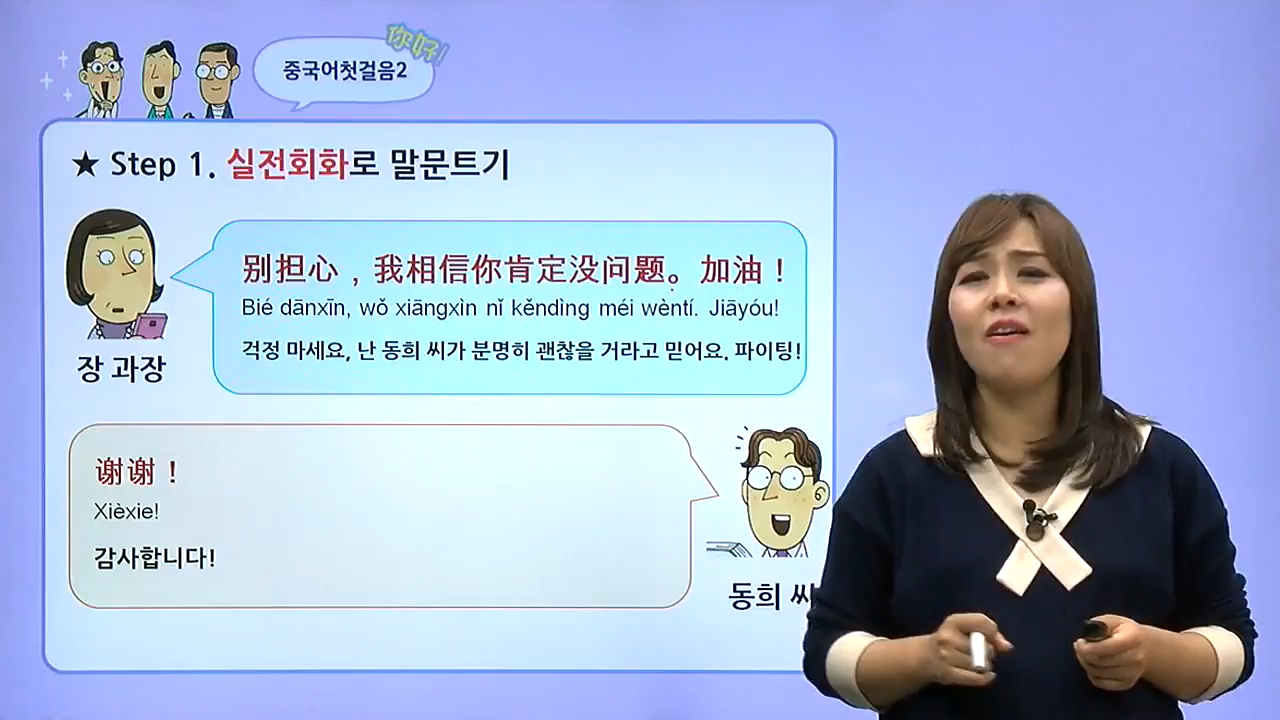 你好!
중국어첫걸음2
★ Step 1. 실전회화로 말문트기
别担心，我相信你肯定没问题。加油！
Bié dānxīn, wǒ xiāngxìn nǐ kěndìng méi wèntí. Jiāyóu!
걱정 마세요, 난 동희 씨가 분명히 괜찮을 거라고 믿어요. 파이팅!
장 과장
谢谢！
Xièxie!
감사합니다!
동희 씨